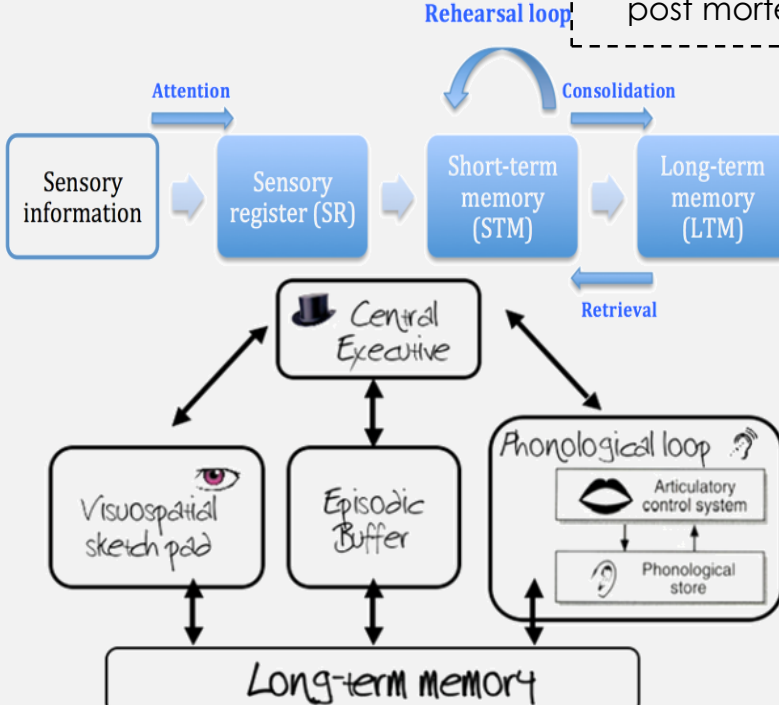 Rehearsal loop
post morte
Attention
Consolidation
Sensory
information
Sensory
register (SR)
Short-term
memory
(STM)
Long-term
memory
(LTM)
Retrieval
Central
Executive
Visuospatial
sketch pad
Episodic
Buffer
Phonological loop
Articulatory
control system
Phonological
store
Long-term memory